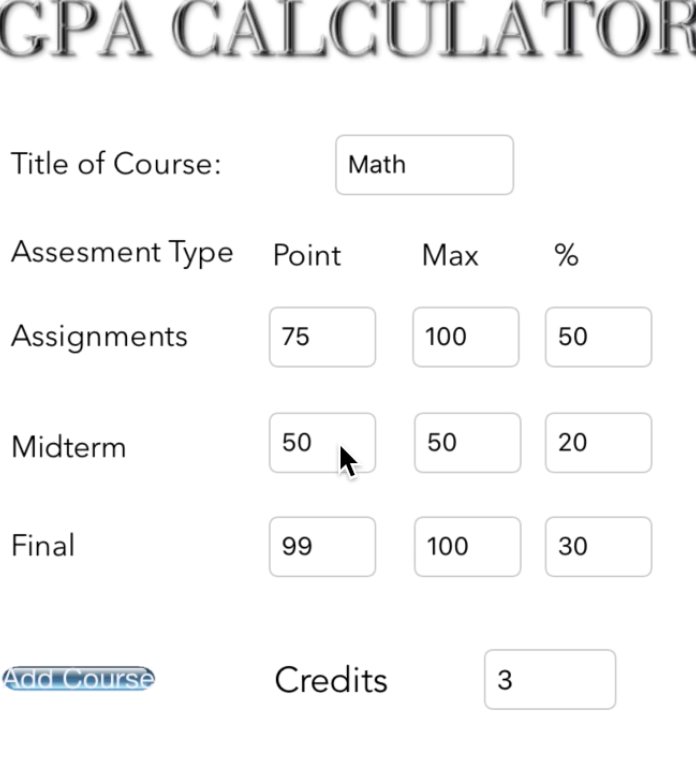 GPA CALCULATOR
Title of Course: Math
Assesment Type Point Max %
Assignments 75 100 50
Midterm 50 50 20
Final 99 100 30
Add Course Credits 3